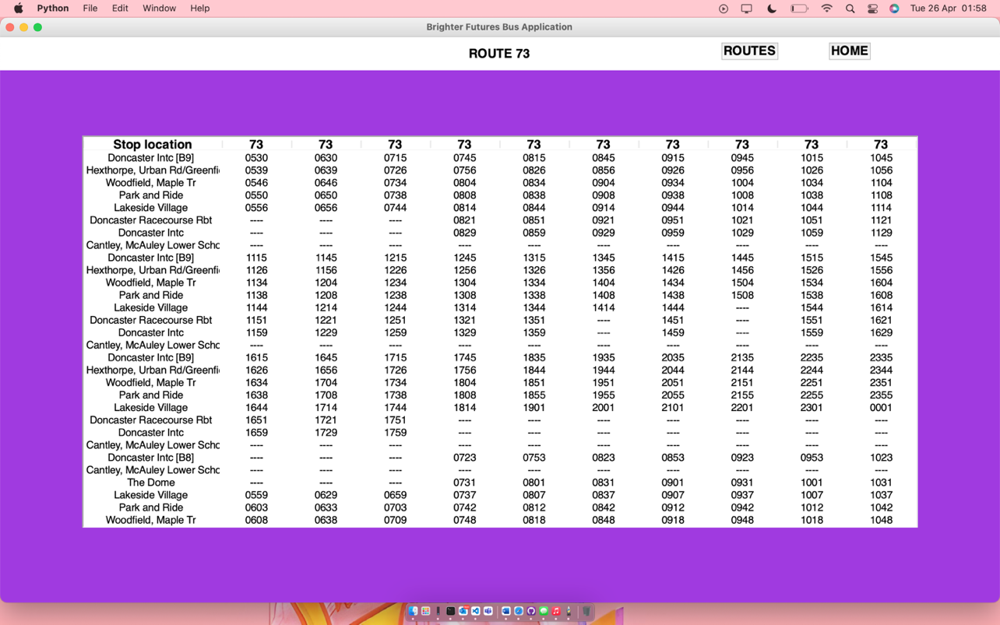 Python File Edit Window Help Tue 26 Apr 01:58
Brighter Futures Bus Application
ROUTE 73 ROUTES HOME
Stop location 73 73 73 73 73 73 73 73 73 73
Doncaster Intc [B9] 0530 0630 0715 0745 0815 0845 0915 0945 1015 1045
Hexthorpe, Urban Rd/Greenfi 0539 0639 0726 0756 0826 0856 0926 0956 1026 1056
Woodfield, Maple Tr 0546 0646 0734 0804 0834 0904 0934 1004 1034 1104
Park and Ride 0550 0650 0738 0808 0838 0908 0938 1008 1038 1108
Lakeside Village 0556 0656 0744 0814 0844 0914 0944 1014 1044 1114
Doncaster Racecourse Rbt ---- ---- ---- 0821 0851 0921 0951 1021 1051 1121
Doncaster Intc ---- ---- ---- 0829 0859 0929 0959 1029 1059 1129
Cantley, McAuley Lower Scho ---- ---- ---- ---- ---- ---- ---- ---- ---- ----
Doncaster Intc [B9] 1115 1145 1215 1245 1315 1345 1415 1445 1515 1545
Hexthorpe, Urban Rd/Greenfi 1126 1156 1226 1256 1326 1356 1426 1456 1526 1556
Woodfield, Maple Tr 1134 1204 1234 1304 1334 1404 1434 1504 1534 1604
Park and Ride 1138 1208 1238 1308 1338 1408 1438 1508 1538 1608
Lakeside Village 1144 1214 1244 1314 1344 1414 1444 ---- 1544 1614
Doncaster Racecourse Rbt 1151 1221 1251 1321 1351 ---- 1451 ---- 1551 1621
Doncaster Intc 1159 1229 1259 1329 1359 ---- 1459 ---- 1559 1629
Cantley, McAuley Lower Scho ---- ---- ---- ---- ---- ---- ---- ---- ---- ----
Doncaster Intc [B9] 1615 1645 1715 1745 1835 1935 2035 2135 2235 2335
Hexthorpe, Urban Rd/Greenfi 1626 1656 1726 1756 1844 1944 2044 2144 2244 2344
Woodfield, Maple Tr 1634 1704 1734 1804 1851 1951 2051 2151 2251 2351
Park and Ride 1638 1708 1738 1808 1855 1955 2055 2155 2255 2355
Lakeside Village 1644 1714 1744 1814 1901 2001 2101 2201 2301 0001
Doncaster Racecourse Rbt 1651 1721 1751 ---- ---- ---- ---- ---- ---- ----
Doncaster Intc 1659 1729 1759 ---- ---- ---- ---- ---- ---- ----
Cantley, McAuley Lower Scho ---- ---- ---- ---- ---- ---- ---- ---- ---- ----
Doncaster Intc [B8] ---- ---- ---- 0723 0753 0823 0853 0923 0953 1023
Cantley, McAuley Lower Scho ---- ---- ---- ---- ---- ---- ---- ---- ---- ----
The Dome ---- ---- ---- 0731 0801 0831 0901 0931 1001 1031
Lakeside Village 0559 0629 0659 0737 0807 0837 0907 0937 1007 1037
Park and Ride 0603 0633 0703 0742 0812 0842 0912 0942 1012 1042
Woodfield, Maple Tr 0608 0638 0709 0748 0818 0848 0918 0948 1018 1048